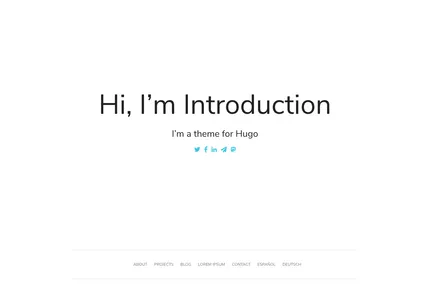 Hi, I'm Introduction
I'm a theme for Hugo
ABOUT PROJECTS BLOG LOREM IPSUM CONTACT ESPAÑOL DEUTSCH